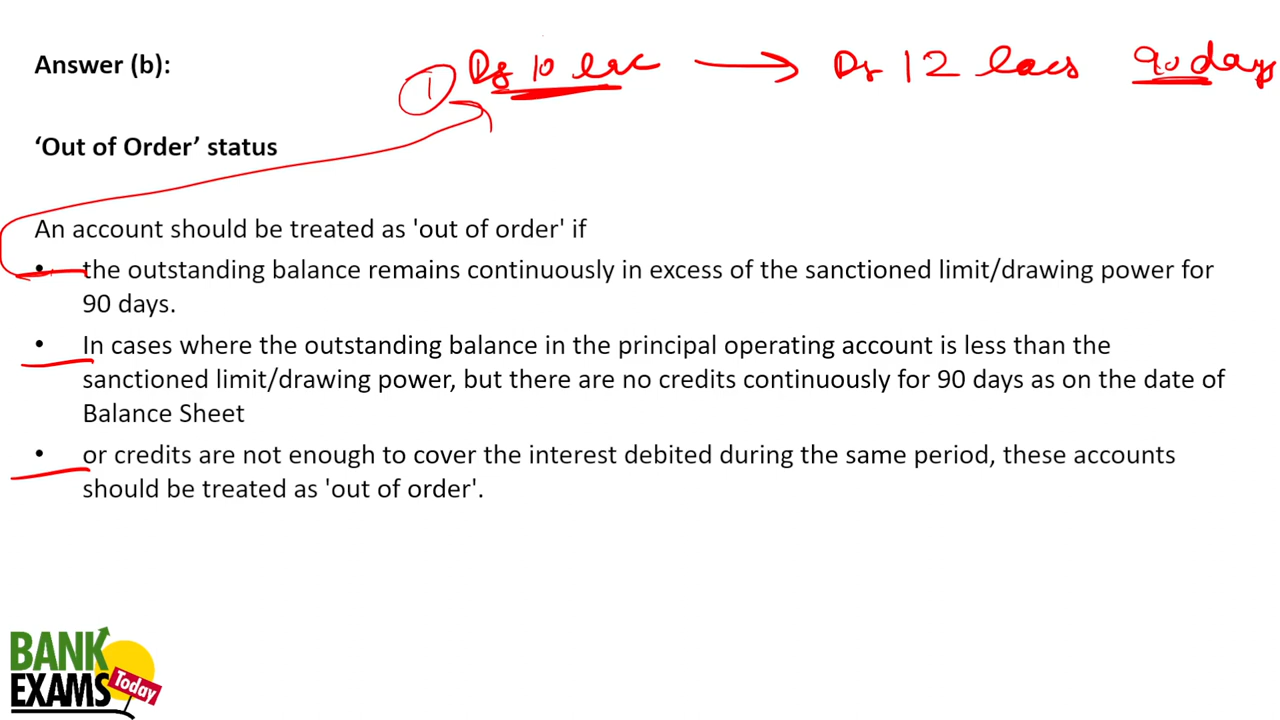 Answer (b):
① Rs 10 lac → Rs 12 lacs 90 days
‘Out of Order’ status
An account should be treated as 'out of order' if
• the outstanding balance remains continuously in excess of the sanctioned limit/drawing power for
90 days.
• In cases where the outstanding balance in the principal operating account is less than the
sanctioned limit/drawing power, but there are no credits continuously for 90 days as on the date of
Balance Sheet
• or credits are not enough to cover the interest debited during the same period, these accounts
should be treated as 'out of order'.
BANK
EXAMS
Today